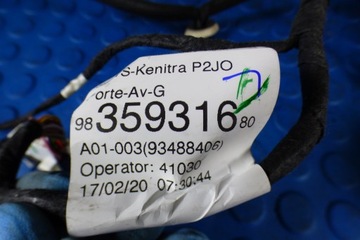 S-Kenitra P2JO
orte-Av-G
98 359316 80
A01-003(93488406)
Operator: 41030
17/02/20 07:30:44